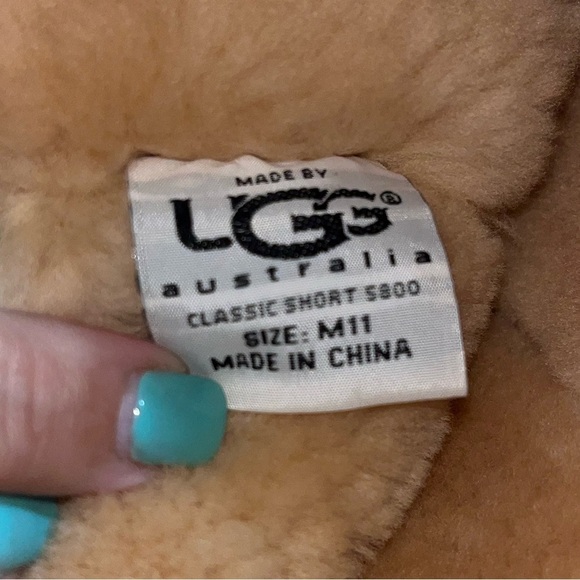 MADE BY
UGG®
australia
CLASSIC SHORT 5800
SIZE: M11
MADE IN CHINA